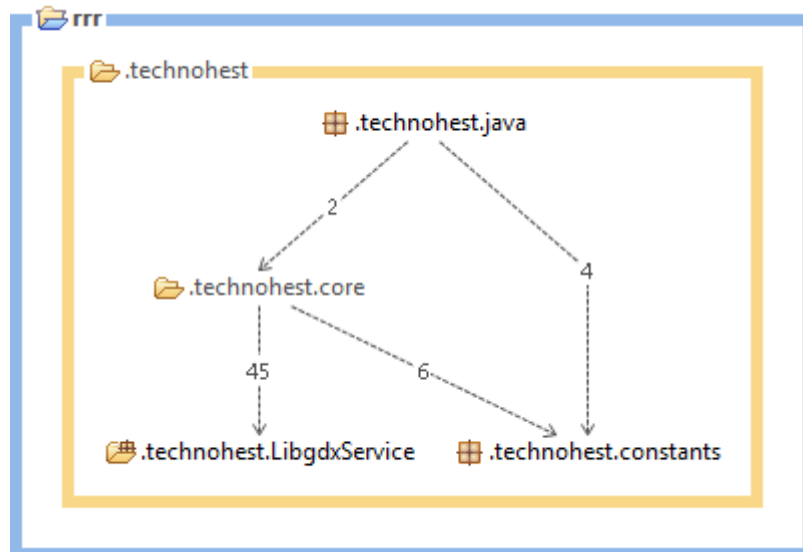 rrr
.technohest
.technohest.java
2
4
.technohest.core
45
6
.technohest.LibgdxService
.technohest.constants